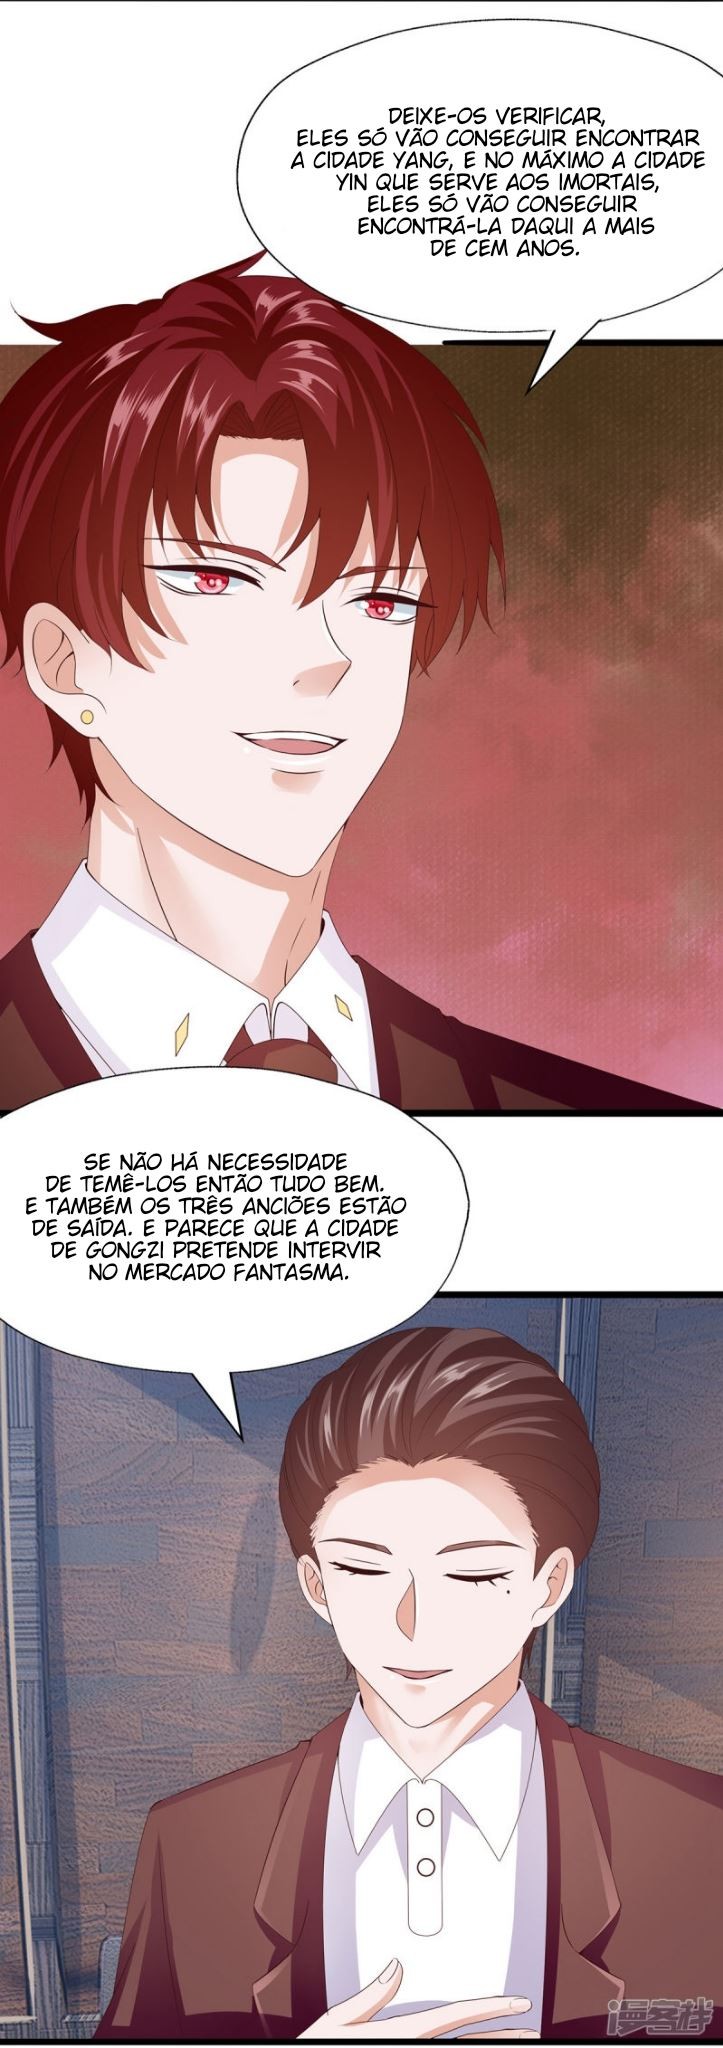 DEIXE-OS VERIFICAR,
ELES SÓ VÃO CONSEGUIR ENCONTRAR
A CIDADE YANG, E NO MÁXIMO A CIDADE
YIN QUE SERVE AOS IMORTAIS,
ELES SÓ VÃO CONSEGUIR
ENCONTRÁ-LA DAQUI A MAIS
DE CEM ANOS.
SE NÃO HÁ NECESSIDADE
DE TEMÊ-LOS ENTÃO TUDO BEM.
E TAMBÉM OS TRÊS ANCIÕES ESTÃO
DE SAÍDA. E PARECE QUE A CIDADE
DE GONGZI PRETENDE INTERVIR
NO MERCADO FANTASMA.
漫客栈